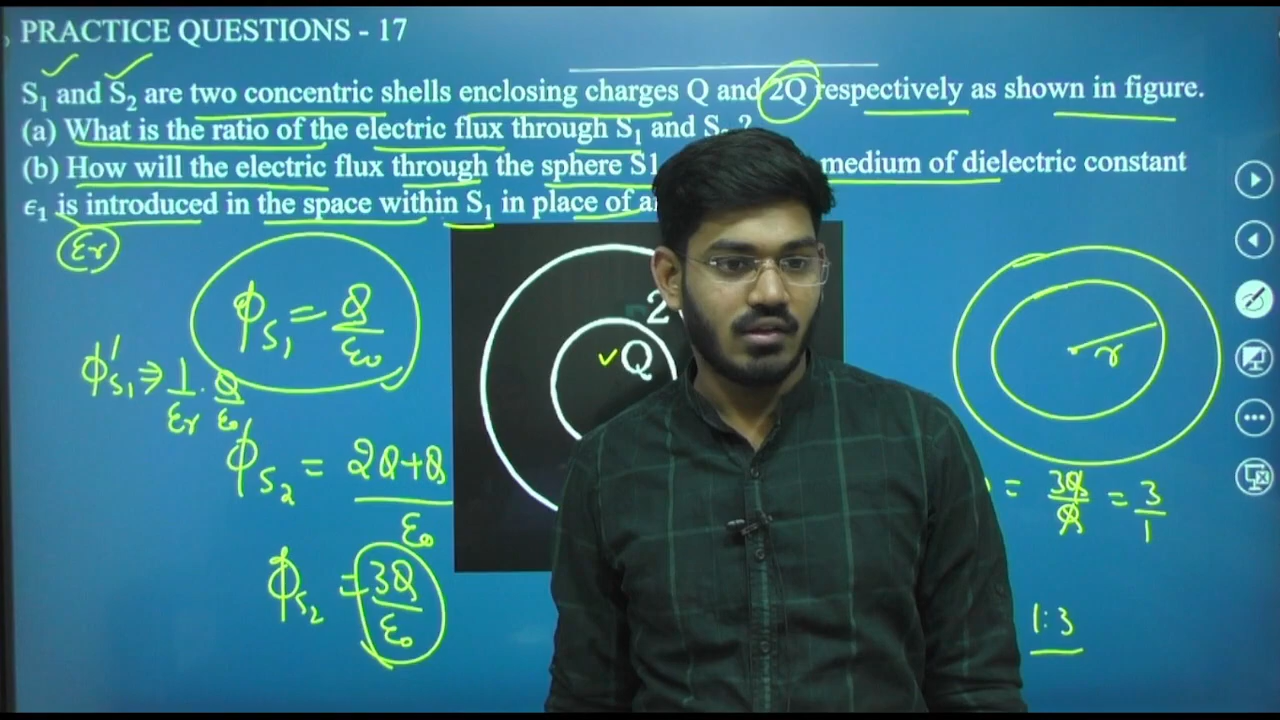 PRACTICE QUESTIONS - 17
S₁ and S₂ are two concentric shells enclosing charges Q and 2Q respectively as shown in figure.
(a) What is the ratio of the electric flux through S₁ and S₂ ?
(b) How will the electric flux through the sphere S1 medium of dielectric constant
ϵ₁ is introduced in the space within S₁ in place of
εr
ϕS₁ = Q/ε₀
ϕ'S₁ ⇒ 1/εr · Q/ε₀
ϕS₂ = 2Q+Q/ε₀
ϕS₂ = 3Q/ε₀
2
Q
r
= 3Q/Q = 3/1
1:3